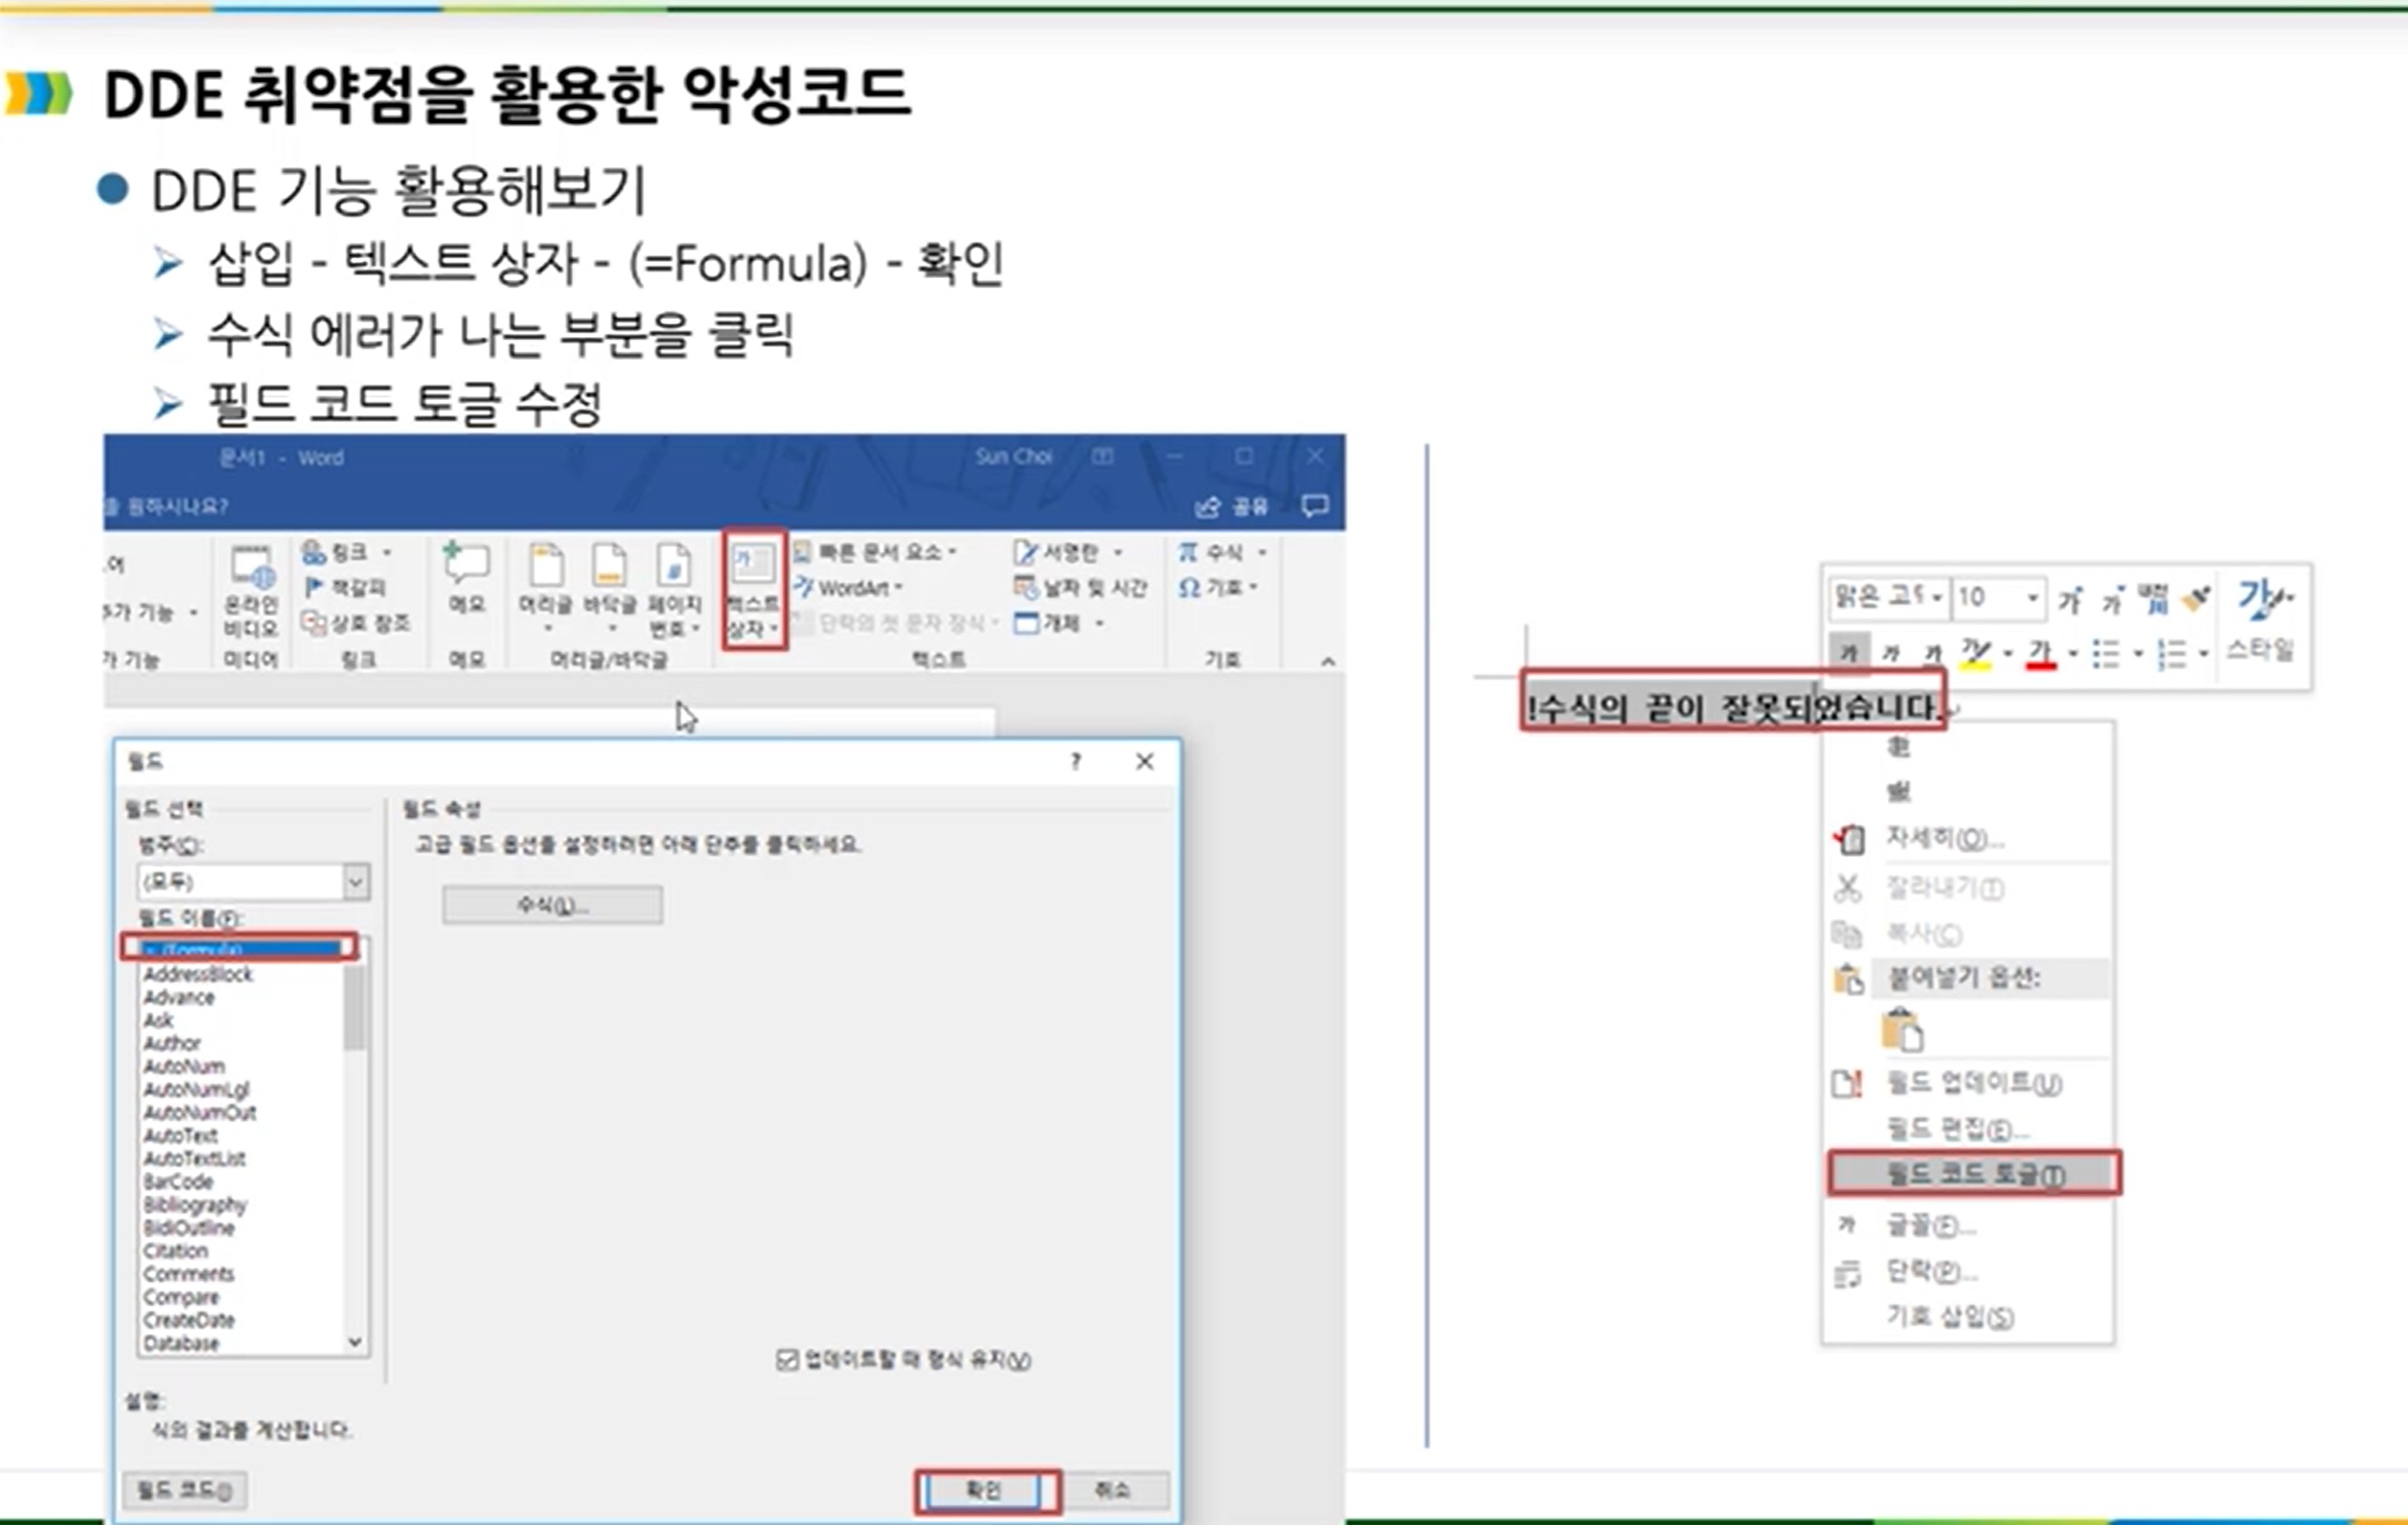 DDE 취약점을 활용한 악성코드
DDE 기능 활용해보기
삽입 - 텍스트 상자 - (=Formula) - 확인
수식 에러가 나는 부분을 클릭
필드 코드 토글 수정
문서1 - Word
Sun Choi
을 원하시나요?
공유
온라인
비디오
링크
책갈피
상호 참조
메모
머리글
바닥글
페이지
번호
텍스트
상자
빠른 문서 요소
WordArt
단락의 첫 문자 장식
서명란
날짜 및 시간
개체
수식
기호
추가 기능
가 기능
미디어
링크
메모
머리글/바닥글
텍스트
기호
필드
?
필드 선택
범주(C):
(모두)
필드 이름(F):
= (Formula)
AddressBlock
Advance
Ask
Author
AutoNum
AutoNumLgl
AutoNumOut
AutoText
AutoTextList
BarCode
Bibliography
BidiOutline
Citation
Comments
Compare
CreateDate
Database
필드 속성
고급 필드 옵션을 설정하려면 아래 단추를 클릭하세요.
수식(L)...
업데이트할 때 형식 유지(V)
설명:
식의 결과를 계산합니다.
필드 코드(I)
확인
취소
맑은 고
10
가
스타일
!수식의 끝이 잘못되었습니다.
자세히(O)...
잘라내기(T)
복사(C)
붙여넣기 옵션:
필드 업데이트(U)
필드 편집(E)...
필드 코드 토글(T)
글꼴(F)...
단락(P)...
기호 삽입(S)